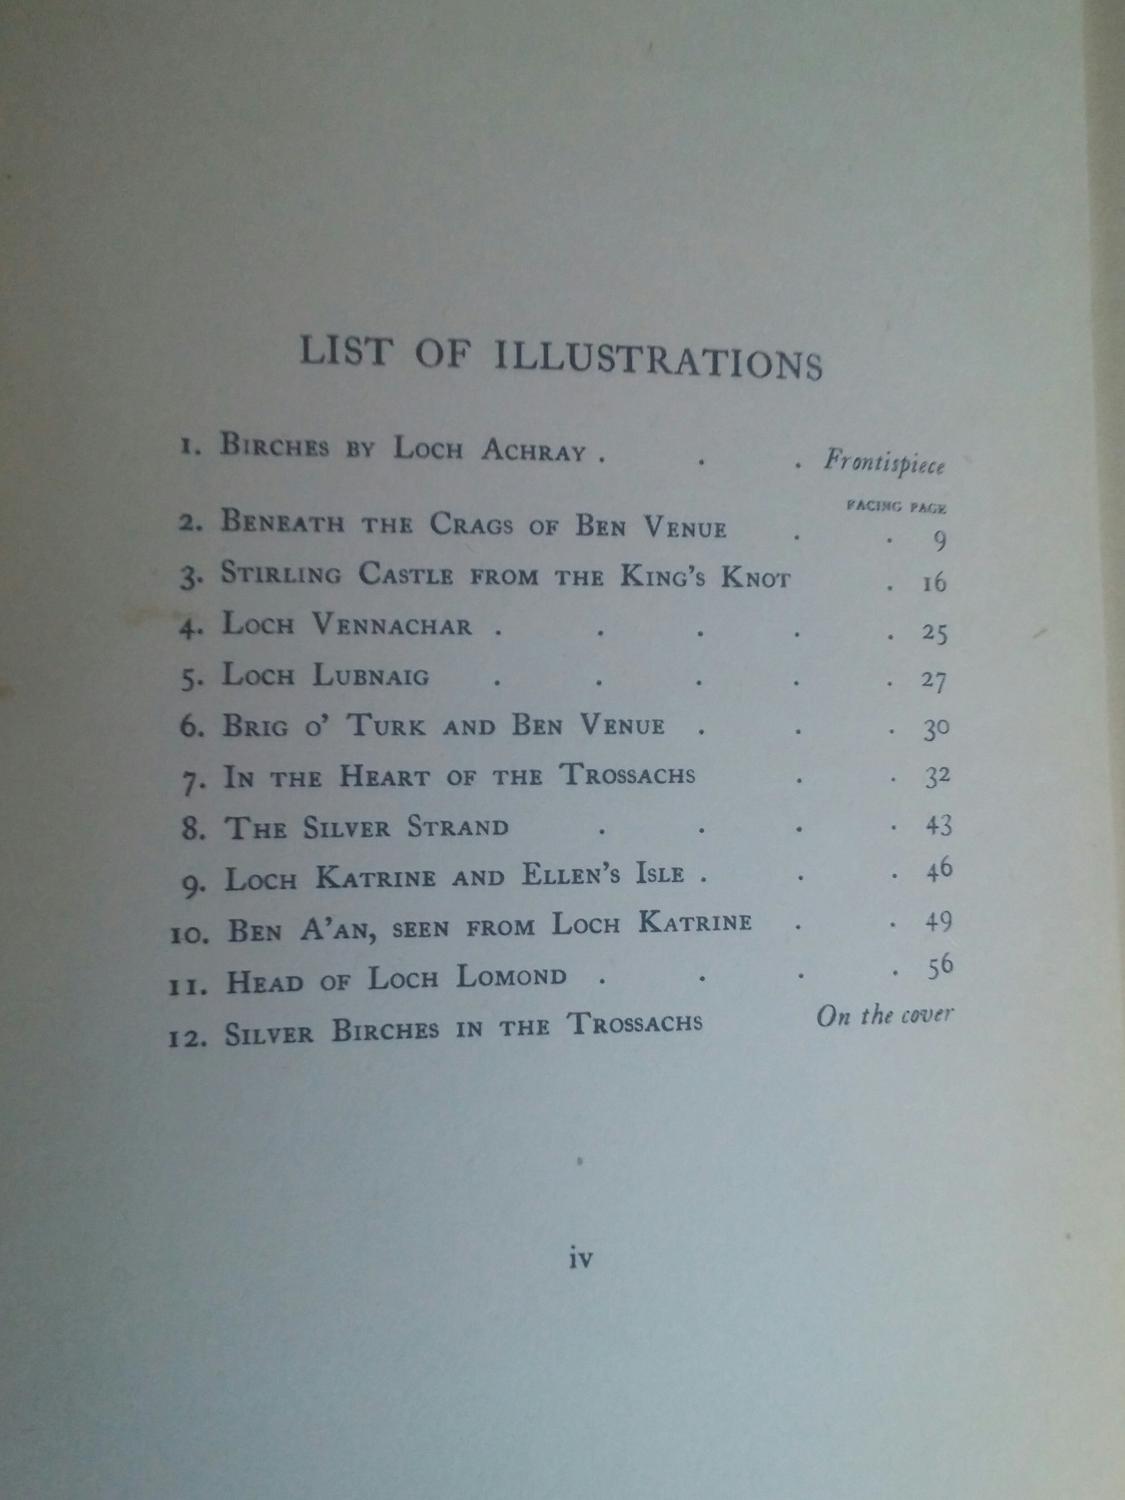 LIST OF ILLUSTRATIONS
1. Birches by Loch Achray . . . Frontispiece
FACING PAGE
2. Beneath the Crags of Ben Venue . . 9
3. Stirling Castle from the King's Knot . 16
4. Loch Vennachar . . . . . 25
5. Loch Lubnaig . . . . . 27
6. Brig o' Turk and Ben Venue . . . 30
7. In the Heart of the Trossachs . . 32
8. The Silver Strand . . . . 43
9. Loch Katrine and Ellen's Isle . . . 46
10. Ben A'an, seen from Loch Katrine . . 49
11. Head of Loch Lomond . . . . 56
12. Silver Birches in the Trossachs On the cover
iv